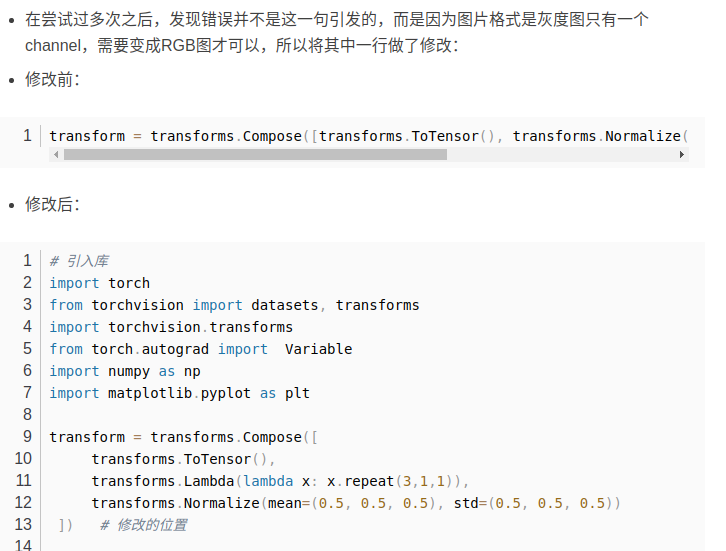 在尝试过多次之后，发现错误并不是这一句引发的，而是因为图片格式是灰度图只有一个
channel，需要变成RGB图才可以，所以将其中一行做了修改：
修改前：
1 transform = transforms.Compose([transforms.ToTensor(), transforms.Normalize(
修改后：
1 # 引入库
2 import torch
3 from torchvision import datasets, transforms
4 import torchvision.transforms
5 from torch.autograd import  Variable
6 import numpy as np
7 import matplotlib.pyplot as plt
8
9 transform = transforms.Compose([
10      transforms.ToTensor(),
11      transforms.Lambda(lambda x: x.repeat(3,1,1)),
12      transforms.Normalize(mean=(0.5, 0.5, 0.5), std=(0.5, 0.5, 0.5))
13  ])   # 修改的位置
14